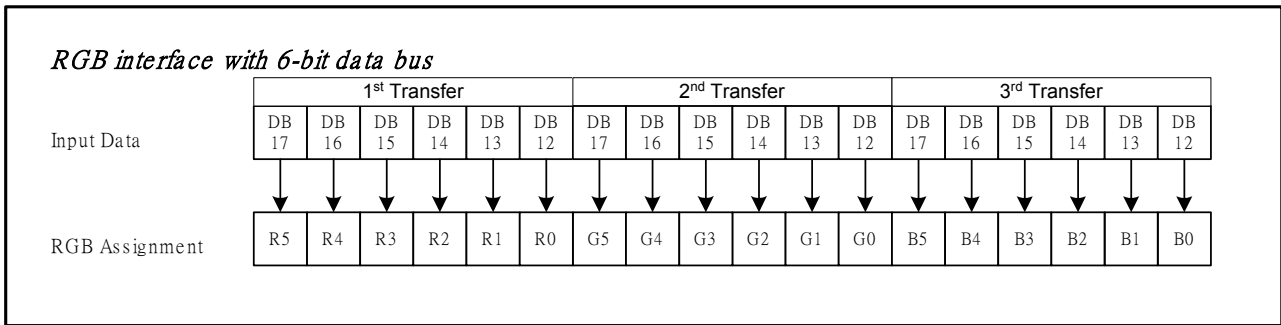 RGB interface with 6-bit data bus
1st Transfer 2nd Transfer 3rd Transfer
Input Data DB 17 DB 16 DB 15 DB 14 DB 13 DB 12 DB 17 DB 16 DB 15 DB 14 DB 13 DB 12 DB 17 DB 16 DB 15 DB 14 DB 13 DB 12
RGB Assignment R5 R4 R3 R2 R1 R0 G5 G4 G3 G2 G1 G0 B5 B4 B3 B2 B1 B0